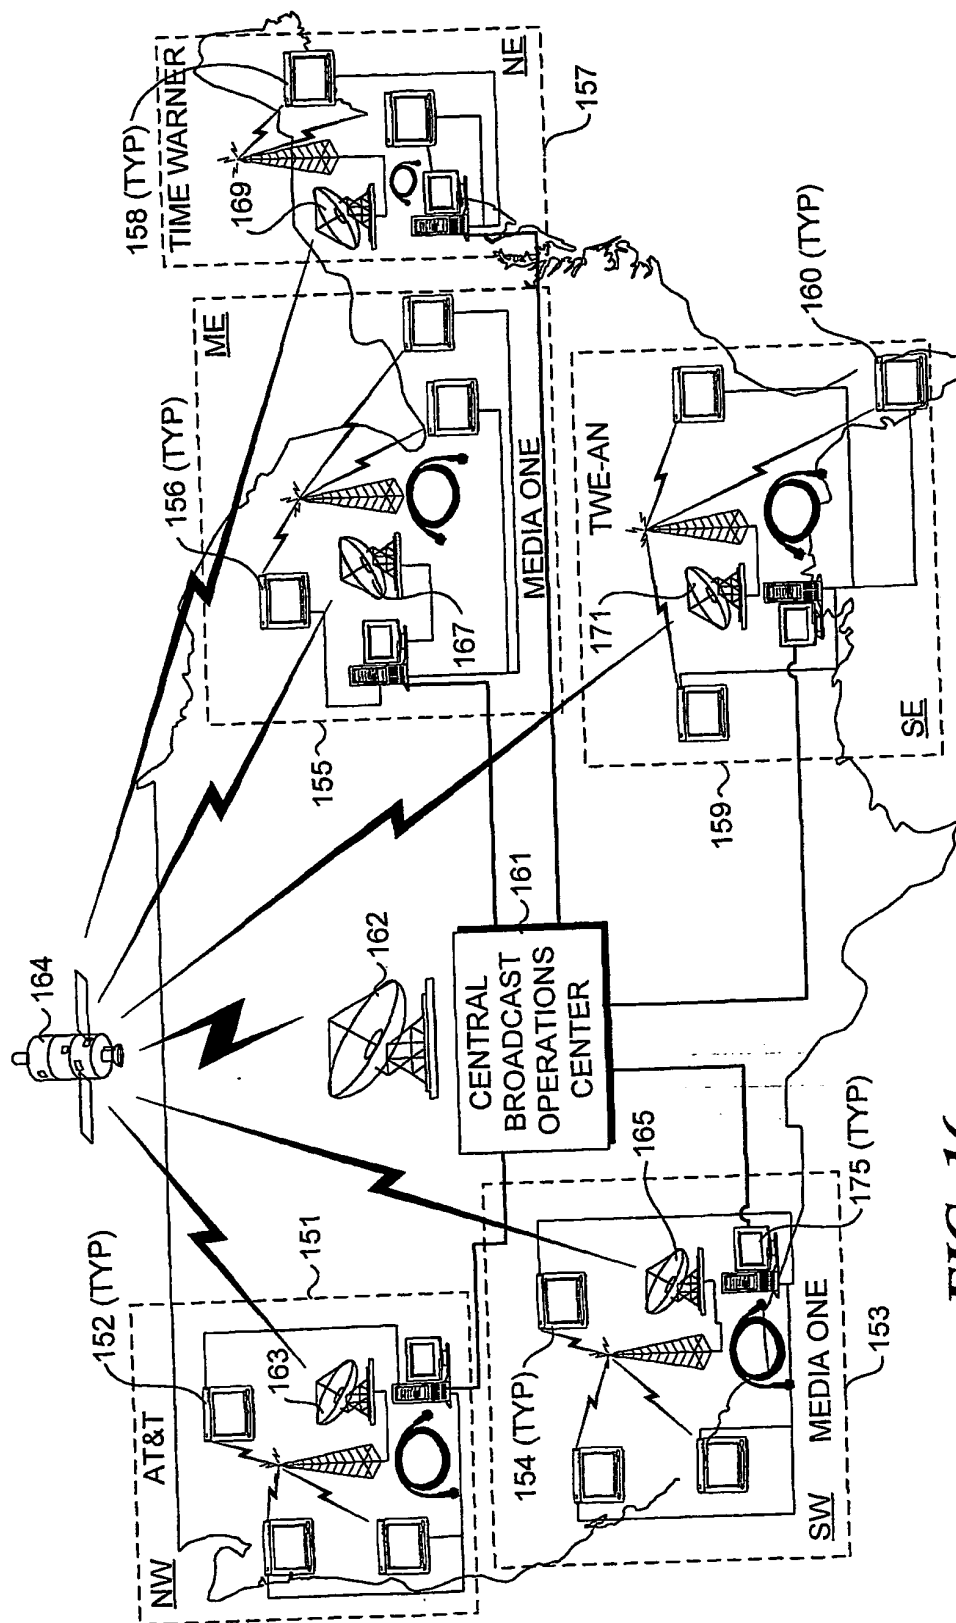 164
158 (TYP)
TIME WARNER
169
NE
157
ME
156 (TYP)
167
MEDIA ONE
155
152 (TYP)
NW
AT&T
151
163
162
CENTRAL
BROADCAST
OPERATIONS
CENTER
161
154 (TYP)
165
SW
MEDIA ONE
175 (TYP)
153
TWE-AN
171
160 (TYP)
159
SE